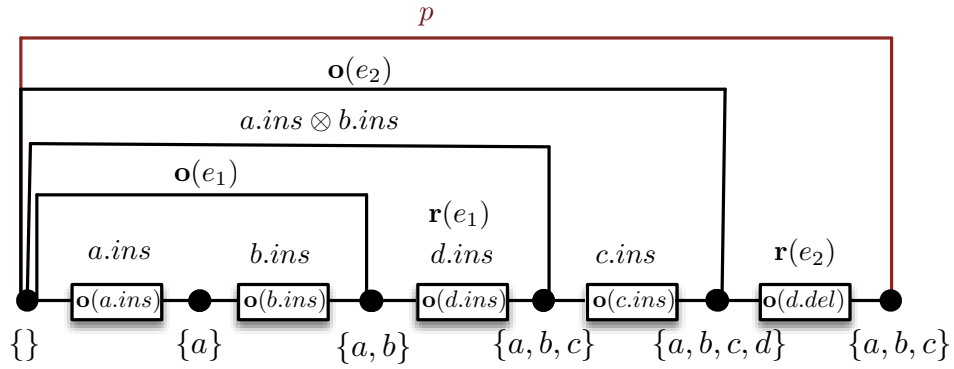 p
o(e₂)
a.ins ⊗ b.ins
o(e₁)
r(e₁)
a.ins b.ins d.ins c.ins r(e₂)
o(a.ins) o(b.ins) o(d.ins) o(c.ins) o(d.del)
{} {a} {a, b} {a, b, c} {a, b, c, d} {a, b, c}